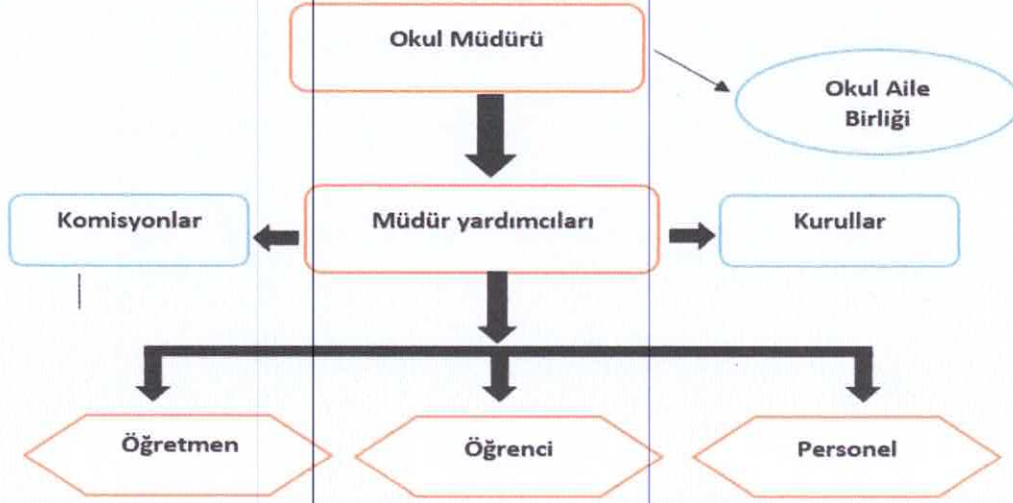 Okul Müdürü
Okul Aile
Birliği
Komisyonlar
Müdür yardımcıları
Kurullar
Öğretmen
Öğrenci
Personel